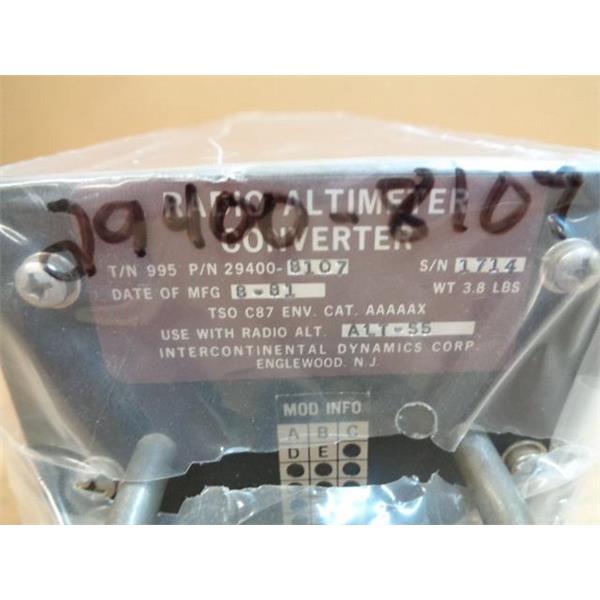 29400-8107
RADIO ALTIMETER
CONVERTER
T/N 995 P/N 29400-8107 S/N 1714
DATE OF MFG 8-81 WT 3.8 LBS
TSO C87 ENV. CAT. AAAAAX
USE WITH RADIO ALT. ALT-55
INTERCONTINENTAL DYNAMICS CORP.
ENGLEWOOD. N.J.
MOD INFO
A B C
D E